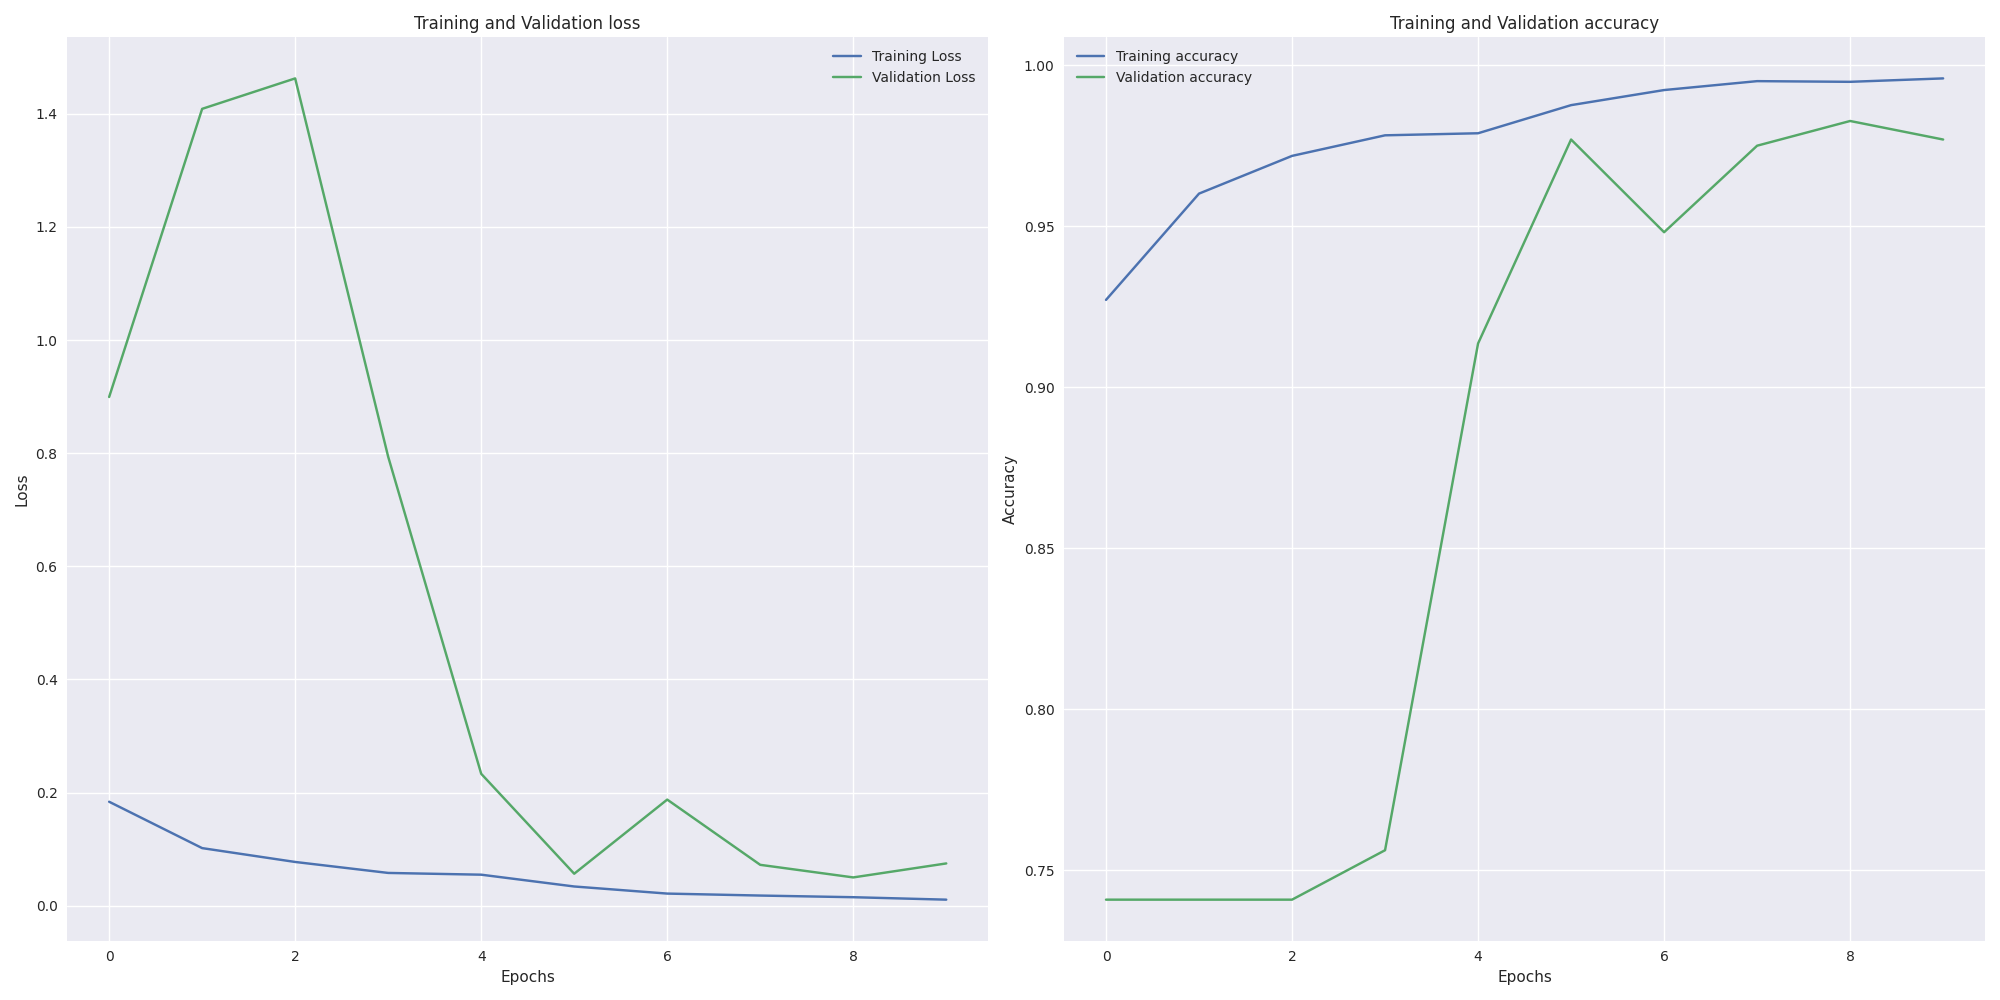 Training and Validation loss
Training Loss
Validation Loss
1.4
1.2
1.0
0.8
0.6
0.4
0.2
0.0
Loss
0 2 4 6 8
Epochs
Training and Validation accuracy
Training accuracy
Validation accuracy
1.00
0.95
0.90
0.85
0.80
0.75
Accuracy
0 2 4 6 8
Epochs